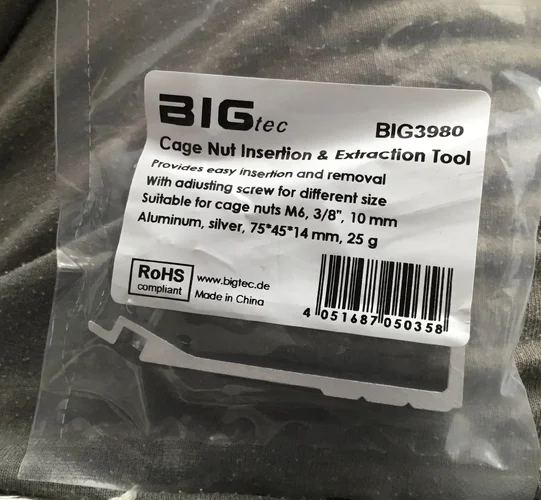 BIGtec
BIG3980
Cage Nut Insertion & Extraction Tool
Provides easy insertion and removal
With adjusting screw for different size
Suitable for cage nuts M6, 3/8", 10 mm
Aluminum, silver, 75*45*14 mm, 25 g
RoHS
compliant
www.bigtec.de
Made in China
4 051687 050358